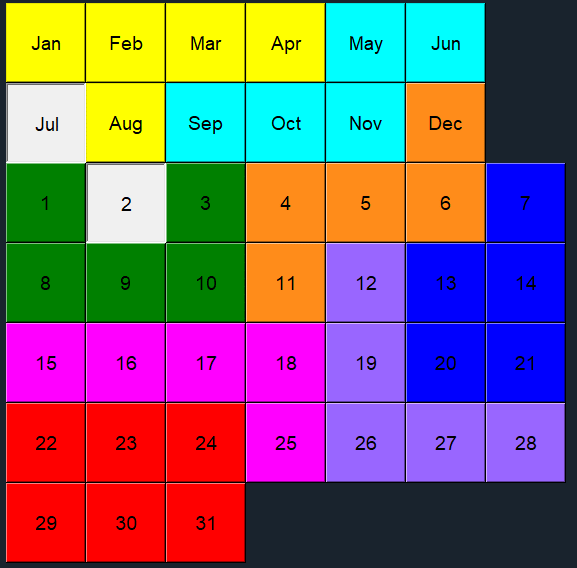 Jan Feb Mar Apr May Jun
Jul Aug Sep Oct Nov Dec
1 2 3 4 5 6 7
8 9 10 11 12 13 14
15 16 17 18 19 20 21
22 23 24 25 26 27 28
29 30 31